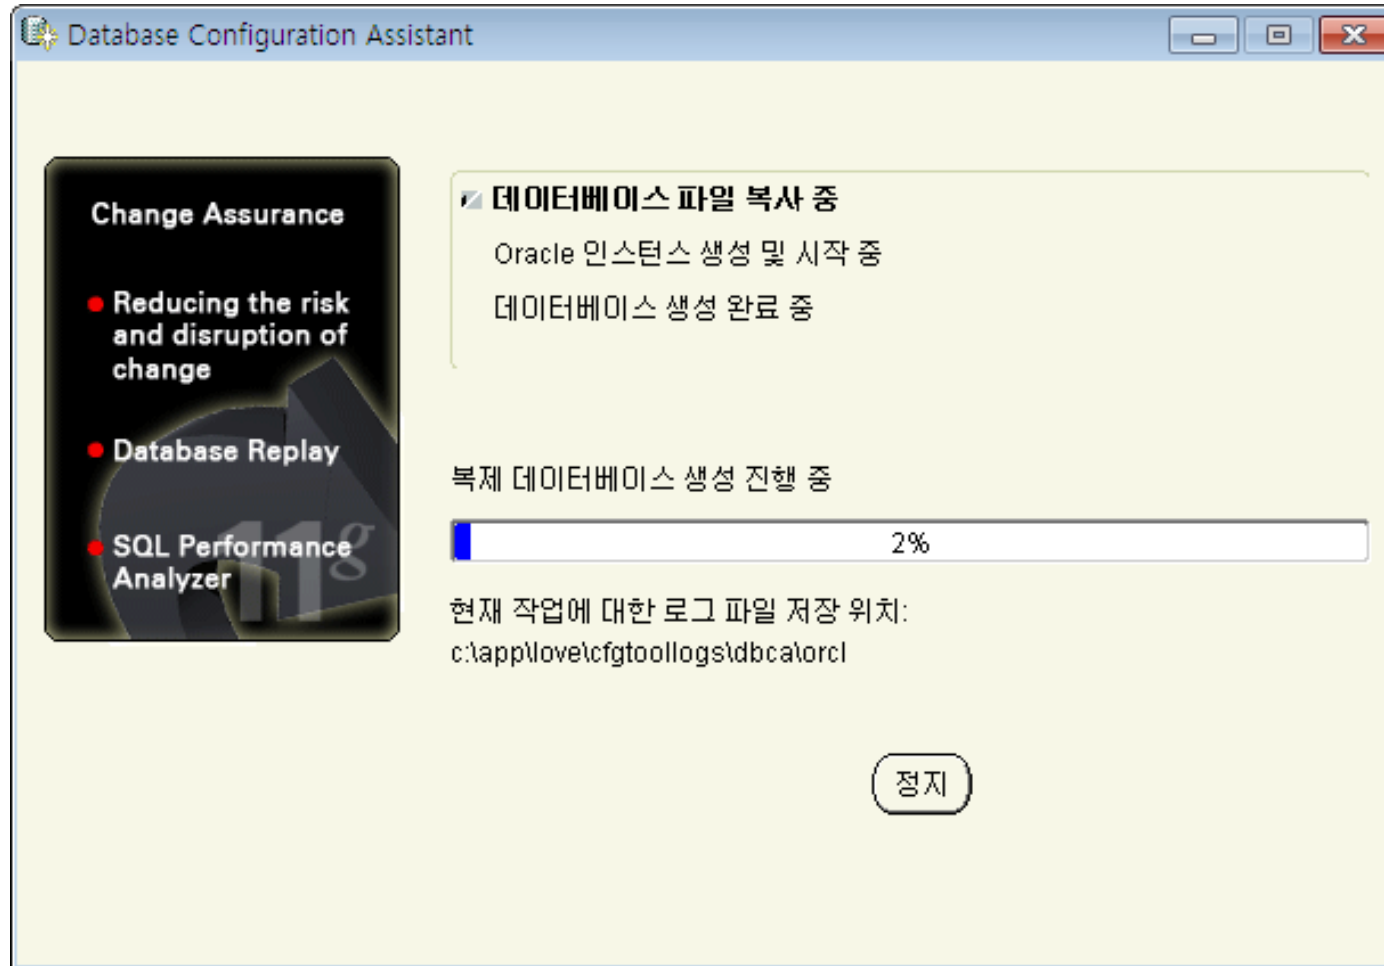 Database Configuration Assistant
Change Assurance
Reducing the risk
and disruption of
change
Database Replay
SQL Performance
Analyzer
11g
데이터베이스 파일 복사 중
Oracle 인스턴스 생성 및 시작 중
데이터베이스 생성 완료 중
복제 데이터베이스 생성 진행 중
2%
현재 작업에 대한 로그 파일 저장 위치:
c:\app\love\cfgtoollogs\dbca\orcl
정지